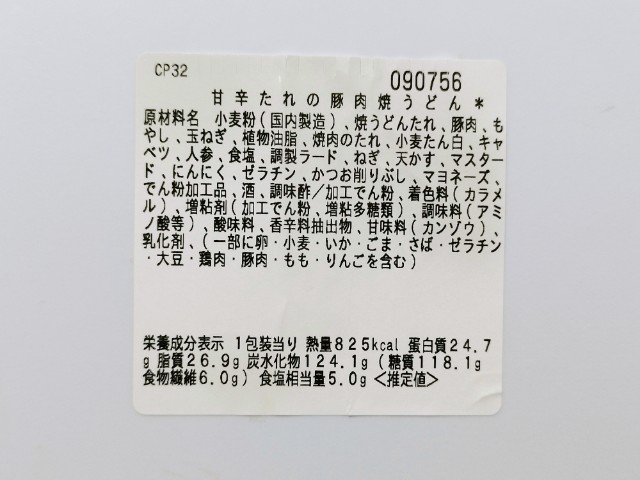 CP32
090756
甘辛たれの豚肉焼うどん*
原材料名 小麦粉(国内製造)、焼うどんたれ、豚肉、も
やし、玉ねぎ、植物油脂、焼肉のたれ、小麦たん白、キャ
ベツ、人参、食塩、調製ラード、ねぎ、天かす、マスター
ド、にんにく、ゼラチン、かつお削りぶし、マヨネーズ、
でん粉加工品、酒、調味酢/加工でん粉、着色料(カラメ
ル)、増粘剤(加工でん粉、増粘多糖類)、調味料(アミ
ノ酸等)、酸味料、香辛料抽出物、甘味料(カンゾウ)、
乳化剤、(一部に卵・小麦・いか・ごま・さば・ゼラチン
・大豆・鶏肉・豚肉・もも・りんごを含む)
栄養成分表示 1包装当り 熱量825kcal 蛋白質24.7
g 脂質26.9g 炭水化物124.1g(糖質118.1g
食物繊維6.0g)食塩相当量5.0g<推定値>